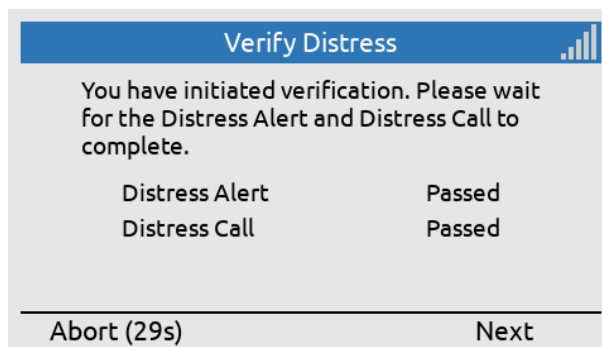 Verify Distress
You have initiated verification. Please wait
for the Distress Alert and Distress Call to
complete.
Distress Alert Passed
Distress Call Passed
Abort (29s) Next